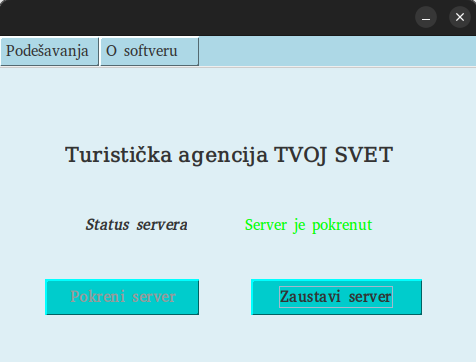 Podešavanja O softveru
Turistička agencija TVOJ SVET
Status servera Server je pokrenut
Pokreni server Zaustavi server